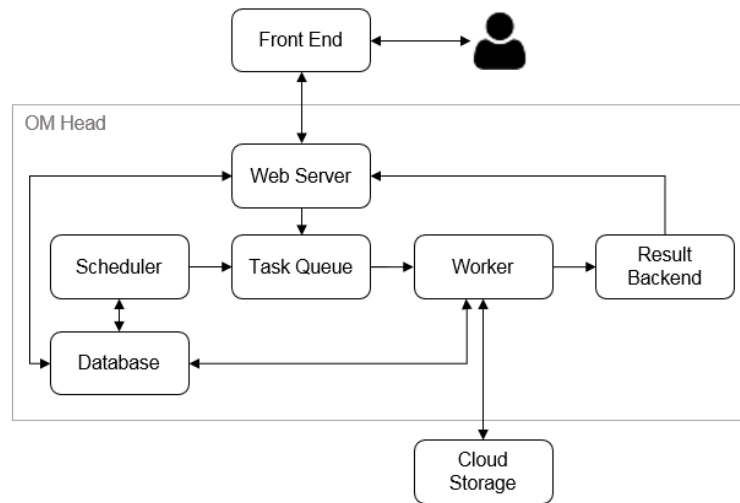 Front End
OM Head
Web Server
Scheduler
Task Queue
Worker
Result
Backend
Database
Cloud
Storage